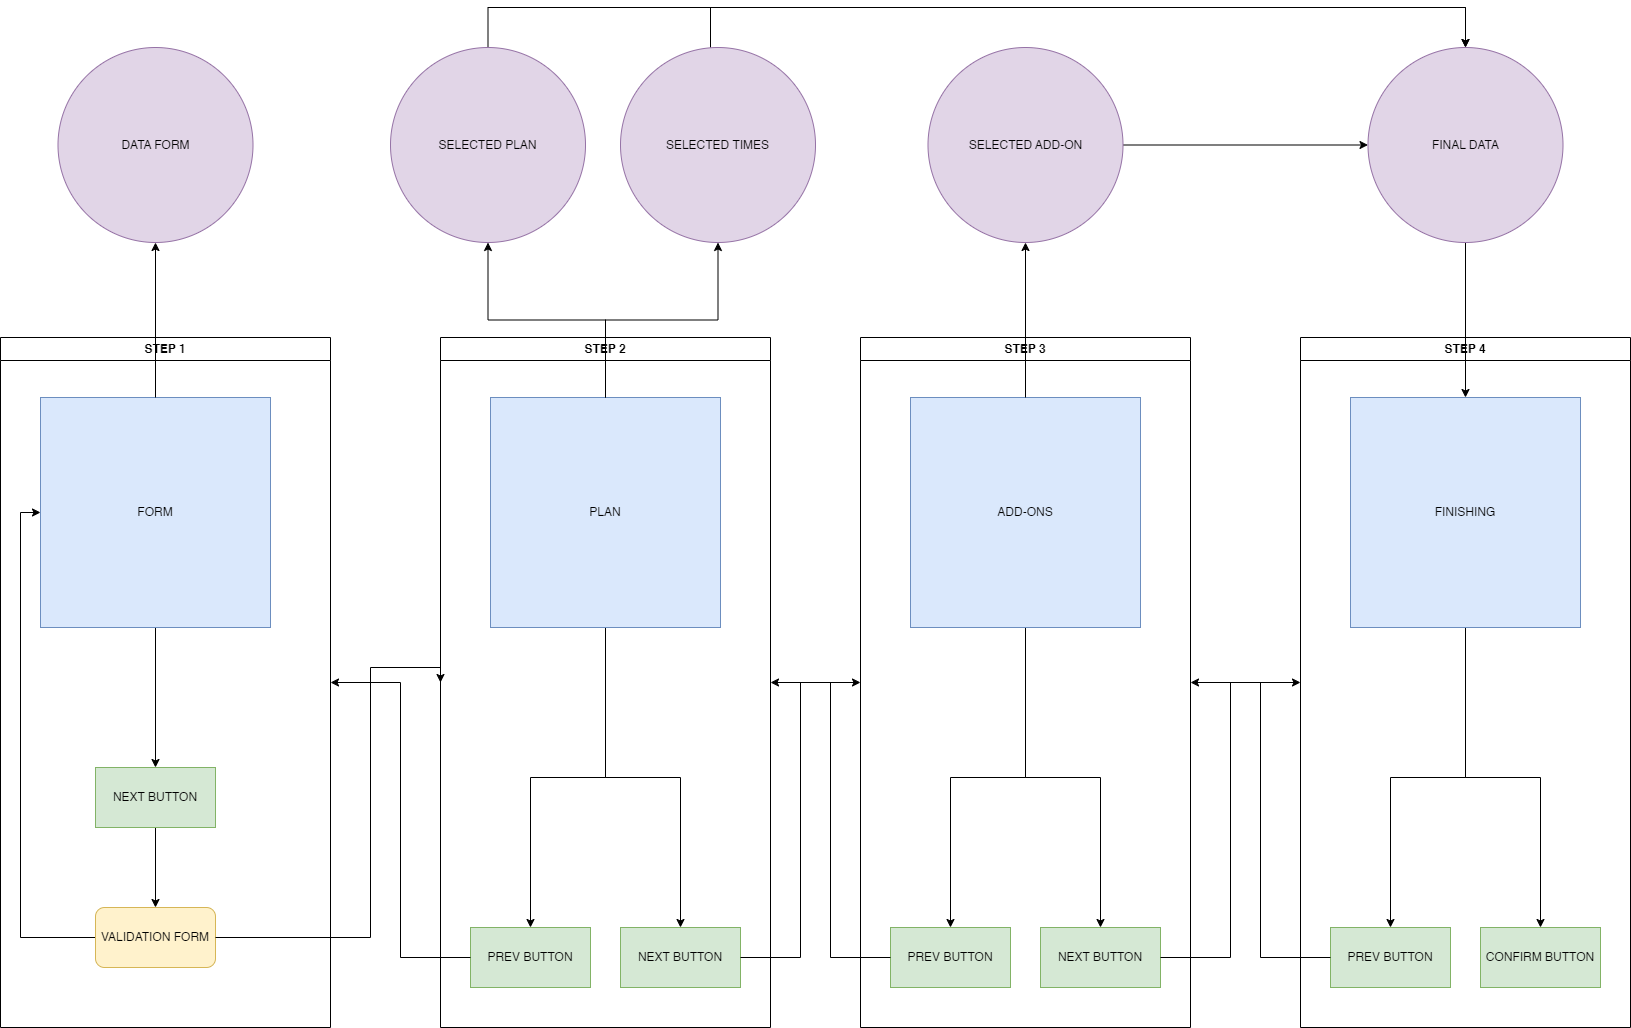 DATA FORM
SELECTED PLAN
SELECTED TIMES
SELECTED ADD-ON
FINAL DATA
STEP 1
STEP 2
STEP 3
STEP 4
FORM
PLAN
ADD-ONS
FINISHING
NEXT BUTTON
VALIDATION FORM
PREV BUTTON
NEXT BUTTON
PREV BUTTON
NEXT BUTTON
PREV BUTTON
CONFIRM BUTTON